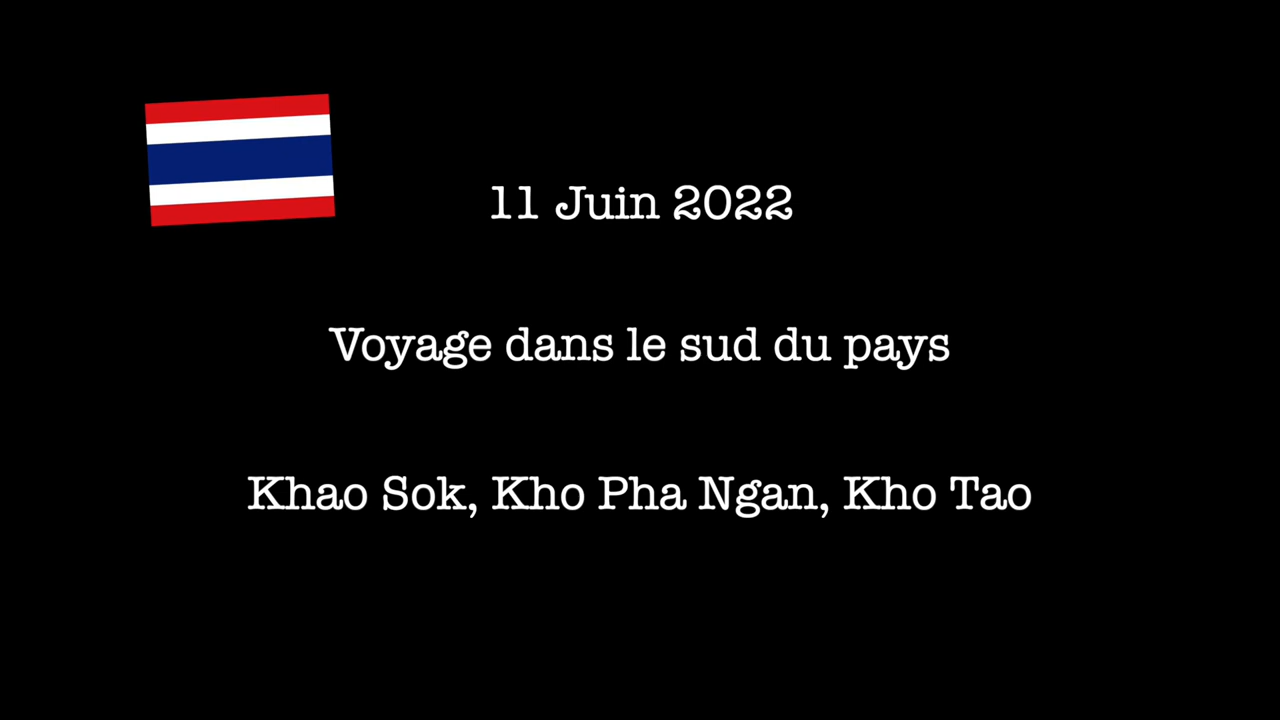 11 Juin 2022
Voyage dans le sud du pays
Khao Sok, Kho Pha Ngan, Kho Tao